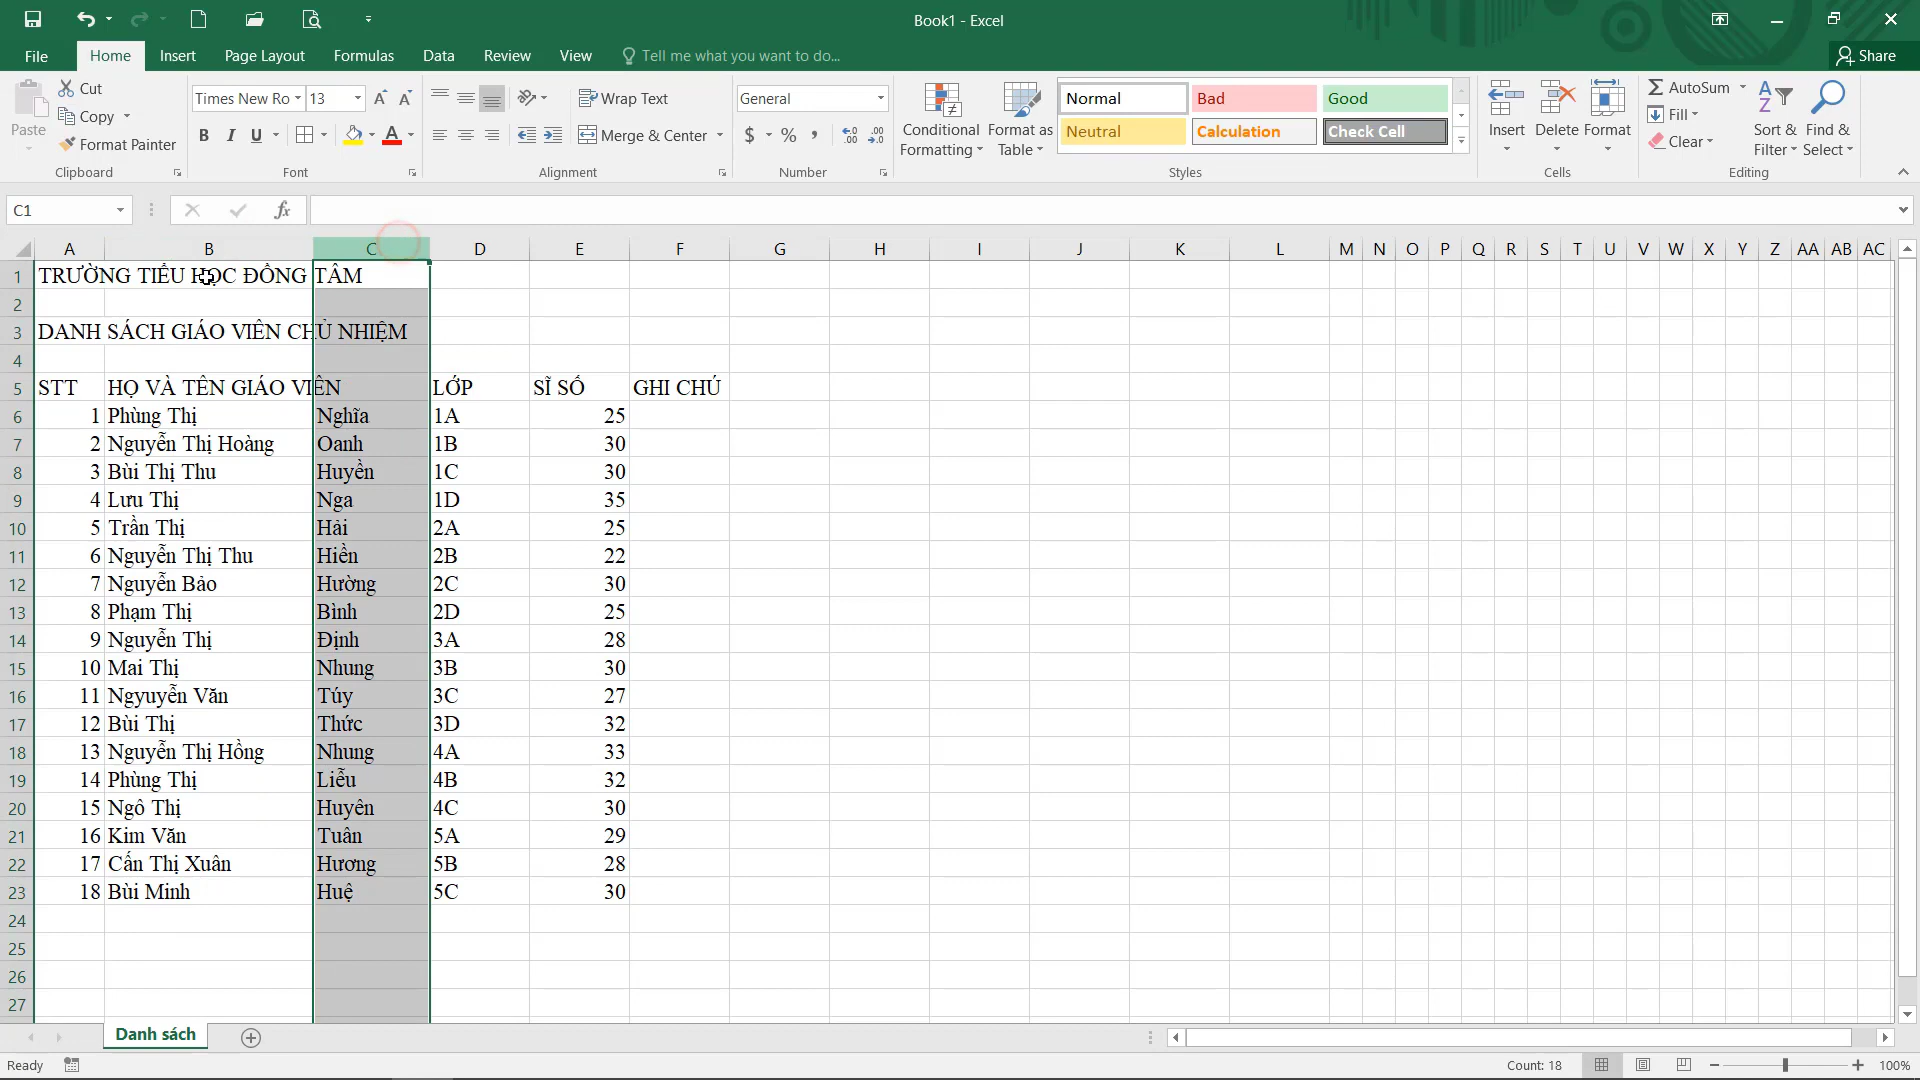 Book1 - Excel
File Home Insert Page Layout Formulas Data Review View Tell me what you want to do... Share
Paste Cut Copy Format Painter
Clipboard
Times New Ro 13
B I U A
Font
Wrap Text
Merge & Center
Alignment
General
$ % ,
Number
Conditional Formatting
Format as Table
Normal Bad Good
Neutral Calculation Check Cell
Styles
Insert Delete Format
Cells
AutoSum
Fill
Clear
Sort & Filter
Find & Select
Editing
C1 fx
A B C D E F G H I J K L M N O P Q R S T U V W X Y Z AA AB AC
1 TRƯỜNG TIỂU HỌC ĐỒNG TÂM
2
3 DANH SÁCH GIÁO VIÊN CHỦ NHIỆM
4
5 STT HỌ VÀ TÊN GIÁO VIÊN LỚP SĨ SỐ GHI CHÚ
6 1 Phùng Thị Nghĩa 1A 25
7 2 Nguyễn Thị Hoàng Oanh 1B 30
8 3 Bùi Thị Thu Huyền 1C 30
9 4 Lưu Thị Nga 1D 35
10 5 Trần Thị Hải 2A 25
11 6 Nguyễn Thị Thu Hiền 2B 22
12 7 Nguyễn Bảo Hường 2C 30
13 8 Phạm Thị Bình 2D 25
14 9 Nguyễn Thị Định 3A 28
15 10 Mai Thị Nhung 3B 30
16 11 Ngyuyễn Văn Túy 3C 27
17 12 Bùi Thị Thức 3D 32
18 13 Nguyễn Thị Hồng Nhung 4A 33
19 14 Phùng Thị Liễu 4B 32
20 15 Ngô Thị Huyên 4C 30
21 16 Kim Văn Tuân 5A 29
22 17 Cấn Thị Xuân Hương 5B 28
23 18 Bùi Minh Huệ 5C 30
24
25
26
27
Danh sách
Ready Count: 18 100%